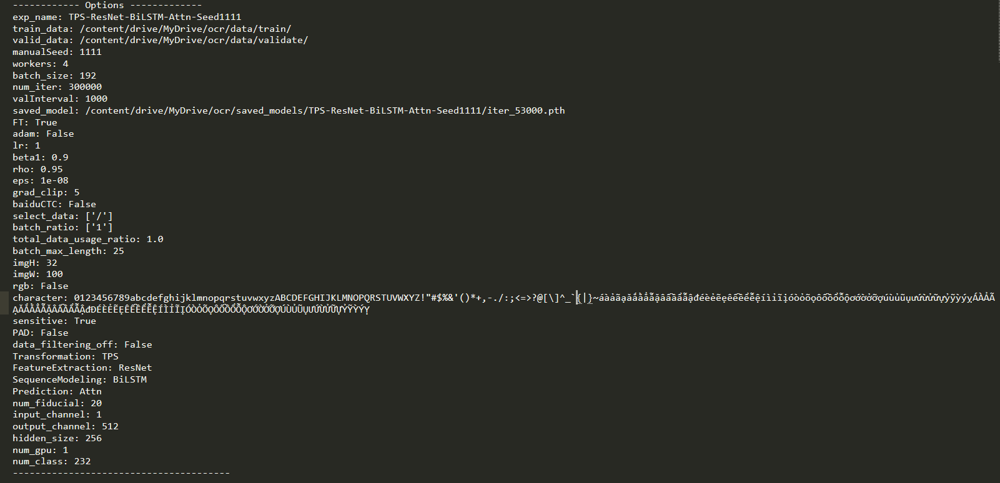 ------------ Options -------------
exp_name: TPS-ResNet-BiLSTM-Attn-Seed1111
train_data: /content/drive/MyDrive/ocr/data/train/
valid_data: /content/drive/MyDrive/ocr/data/validate/
manualSeed: 1111
workers: 4
batch_size: 192
num_iter: 300000
valInterval: 1000
saved_model: /content/drive/MyDrive/ocr/saved_models/TPS-ResNet-BiLSTM-Attn-Seed1111/iter_53000.pth
FT: True
adam: False
lr: 1
beta1: 0.9
rho: 0.95
eps: 1e-08
grad_clip: 5
baiduCTC: False
select_data: ['/']
batch_ratio: ['1']
total_data_usage_ratio: 1.0
batch_max_length: 25
imgH: 32
imgW: 100
rgb: False
character: 0123456789abcdefghijklmnopqrstuvwxyzABCDEFGHIJKLMNOPQRSTUVWXYZ!"#$%&'()*+,-./:;<=>?@[\]^_`{|}~áàảãạăắằẳẵặâấầẩẫậđéèẻẽẹêếềểễệíìỉĩịóòỏõọôốồổỗộơớờởỡợúùủũụưứừửữựỷỹỳýỵÁÀẢÃ
ẠĂẮẰẲẴẶÂẤẦẨẪẬđĐÉÈẺẼẸÊẾỀỂỄỆÍÌỈĨỊÓÒỎÕỌÔỐỒỔỖỘƠỚỜỞỠỢÚÙỦŨỤƯỨỪỬỮỰỶỸỲÝỴ
sensitive: True
PAD: False
data_filtering_off: False
Transformation: TPS
FeatureExtraction: ResNet
SequenceModeling: BiLSTM
Prediction: Attn
num_fiducial: 20
input_channel: 1
output_channel: 512
hidden_size: 256
num_gpu: 1
num_class: 232
---------------------------------------